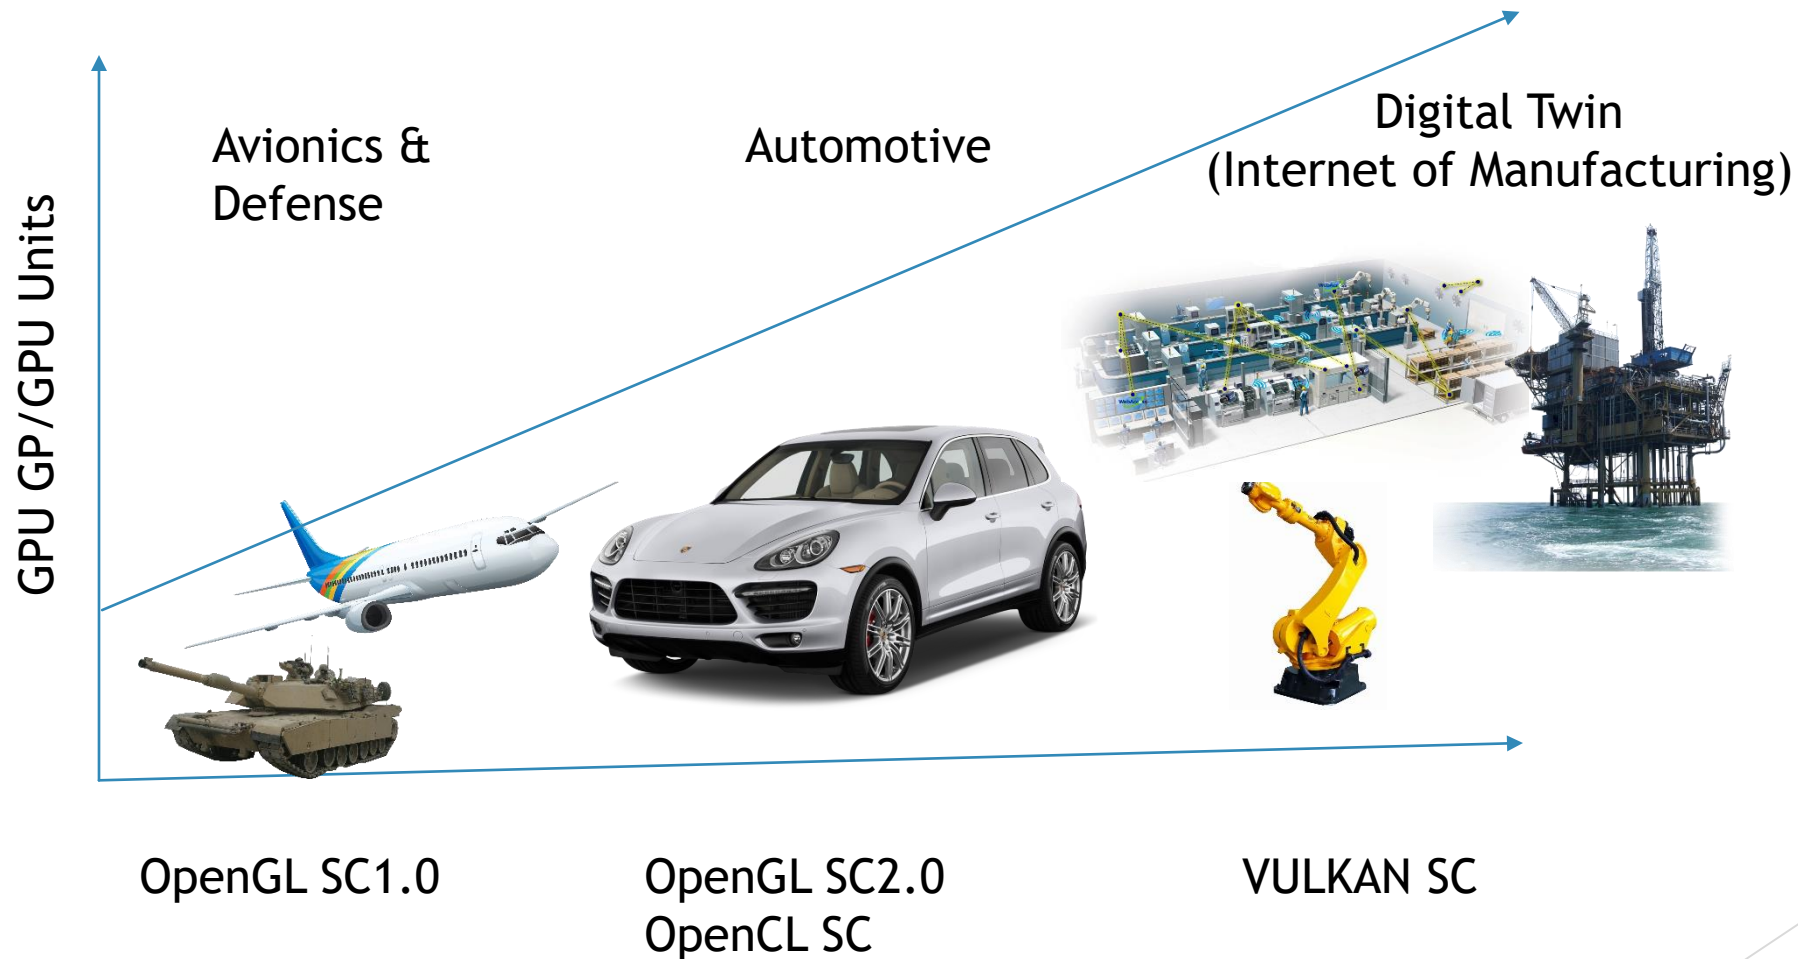 GPU GP/GPU Units
Avionics &
Defense
Automotive
Digital Twin
(Internet of Manufacturing)
OpenGL SC1.0
OpenGL SC2.0
OpenCL SC
VULKAN SC